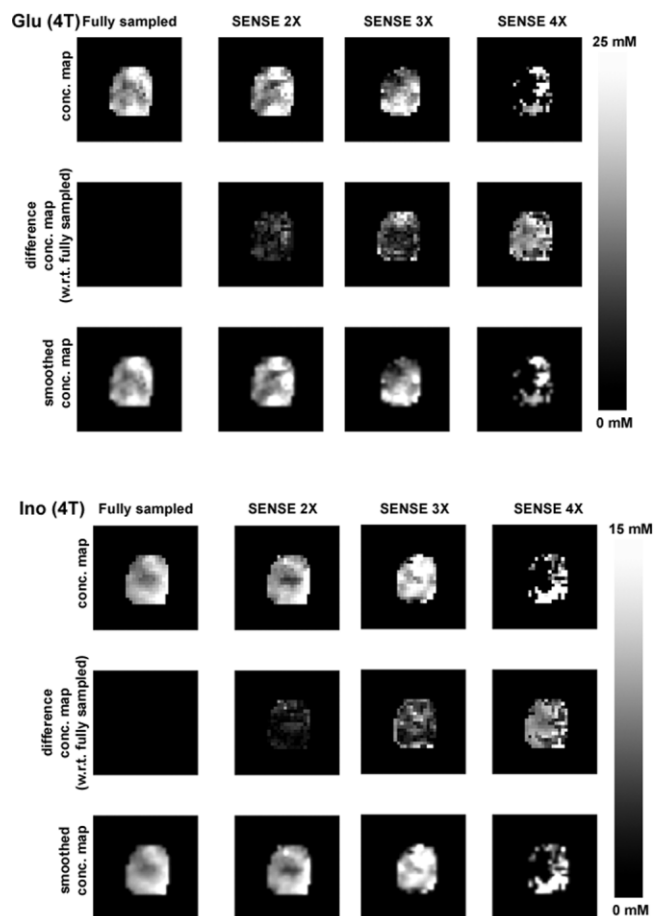 Glu (4T)
Fully sampled
SENSE 2X
SENSE 3X
SENSE 4X
25 mM
conc. map
difference
conc. map
(w.r.t. fully sampled)
smoothed
conc. map
0 mM
Ino (4T)
Fully sampled
SENSE 2X
SENSE 3X
SENSE 4X
15 mM
conc. map
difference
conc. map
(w.r.t. fully sampled)
smoothed
conc. map
0 mM